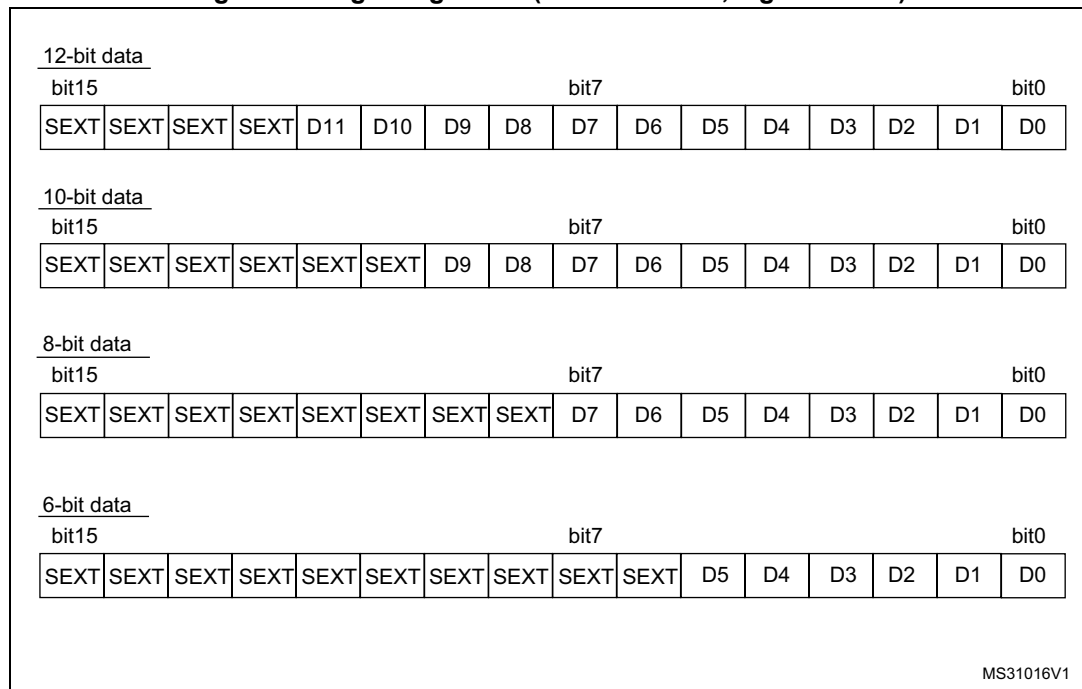 12-bit data
bit15 bit7 bit0
SEXT SEXT SEXT SEXT D11 D10 D9 D8 D7 D6 D5 D4 D3 D2 D1 D0
10-bit data
bit15 bit7 bit0
SEXT SEXT SEXT SEXT SEXT SEXT D9 D8 D7 D6 D5 D4 D3 D2 D1 D0
8-bit data
bit15 bit7 bit0
SEXT SEXT SEXT SEXT SEXT SEXT SEXT SEXT D7 D6 D5 D4 D3 D2 D1 D0
6-bit data
bit15 bit7 bit0
SEXT SEXT SEXT SEXT SEXT SEXT SEXT SEXT SEXT SEXT D5 D4 D3 D2 D1 D0
MS31016V1